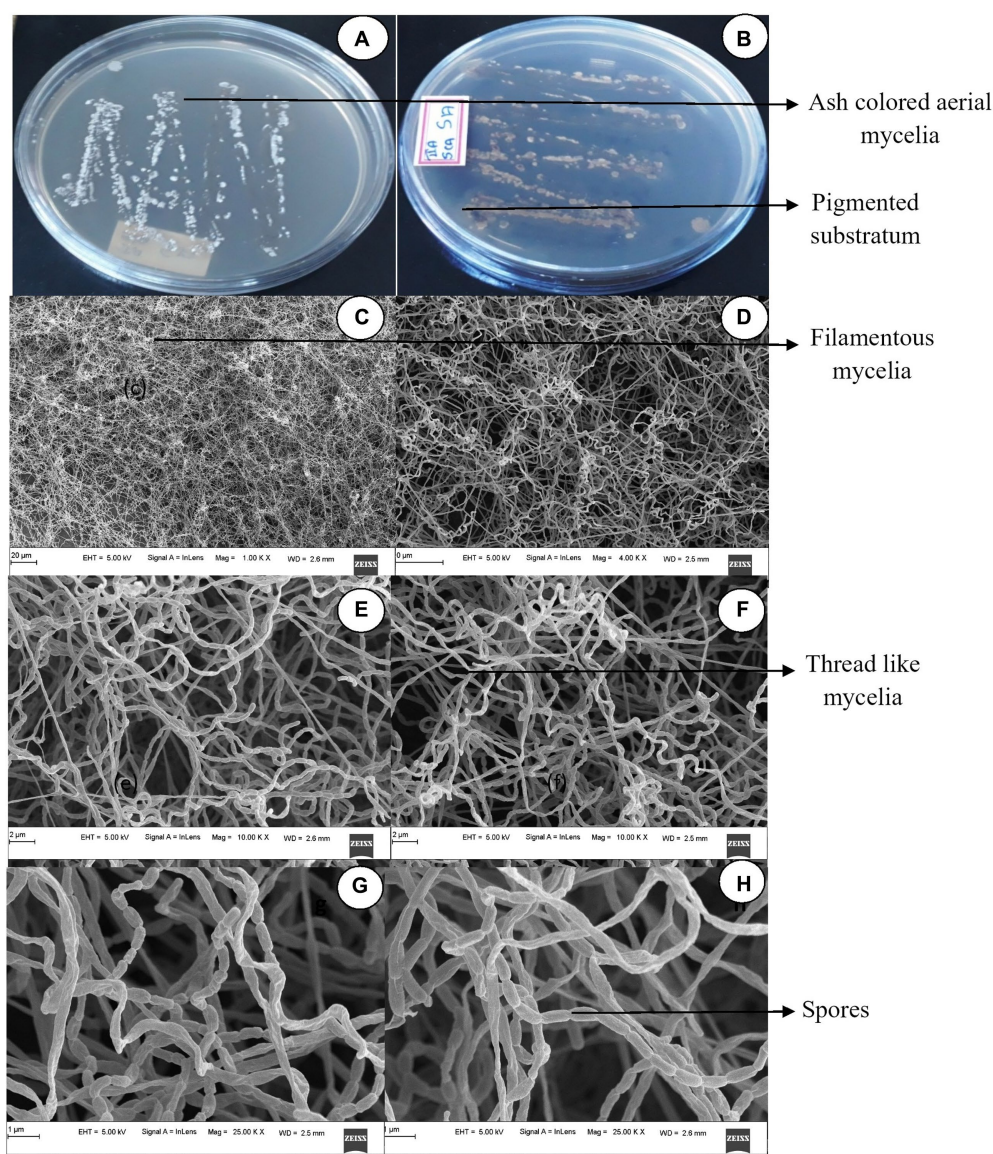 A
B
IIA
SCA SA
Ash colored aerial
mycelia
Pigmented
substratum
C
D
Filamentous
mycelia
(c)
20 µm
EHT = 5.00 kV Signal A = InLens Mag = 1.00 K X WD = 2.6 mm
ZEISS
0 µm
EHT = 5.00 kV Signal A = InLens Mag = 4.00 K X WD = 2.5 mm
ZEISS
E
F
Thread like
mycelia
(e)
(f)
2 µm
EHT = 5.00 kV Signal A = InLens Mag = 10.00 K X WD = 2.6 mm
ZEISS
2 µm
EHT = 5.00 kV Signal A = InLens Mag = 10.00 K X WD = 2.5 mm
ZEISS
G
H
g
Spores
1 µm
EHT = 5.00 kV Signal A = InLens Mag = 25.00 K X WD = 2.5 mm
ZEISS
1 µm
EHT = 5.00 kV Signal A = InLens Mag = 25.00 K X WD = 2.6 mm
ZEISS